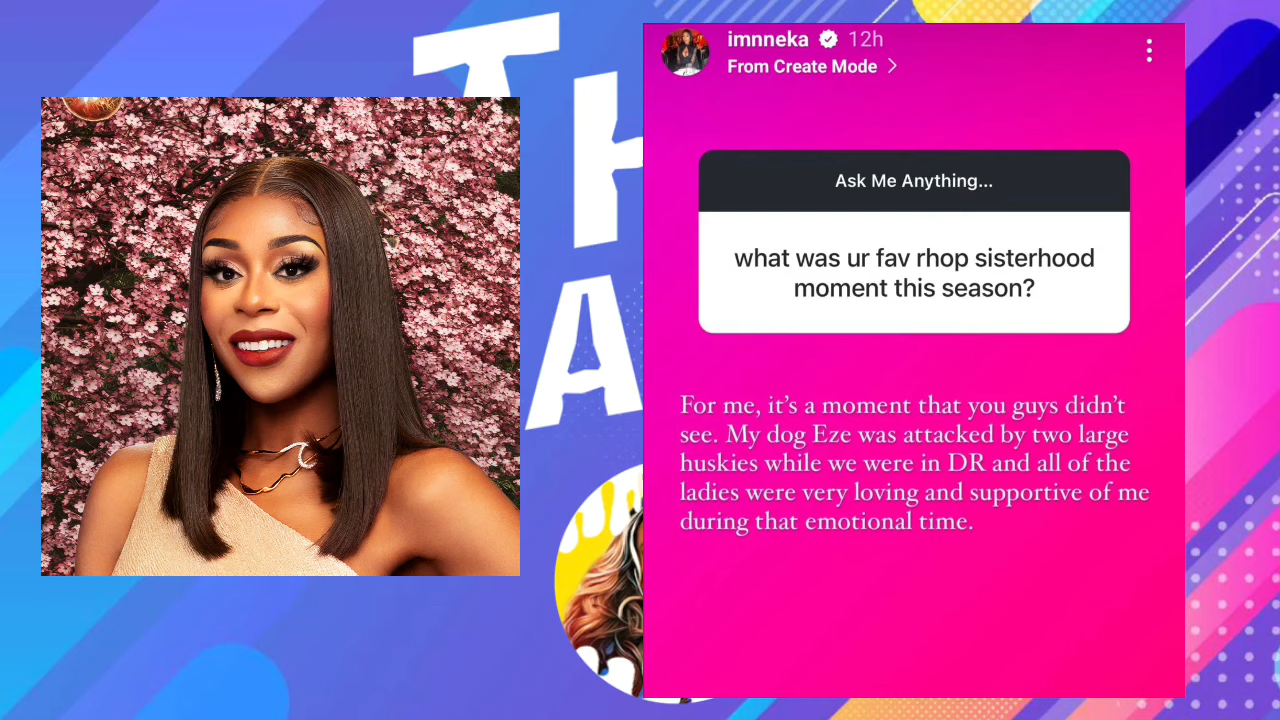 TH
A
imnneka 12h
From Create Mode >
Ask Me Anything...
what was ur fav rhop sisterhood
moment this season?
For me, it's a moment that you guys didn't
see. My dog Eze was attacked by two large
huskies while we were in DR and all of the
ladies were very loving and supportive of me
during that emotional time.